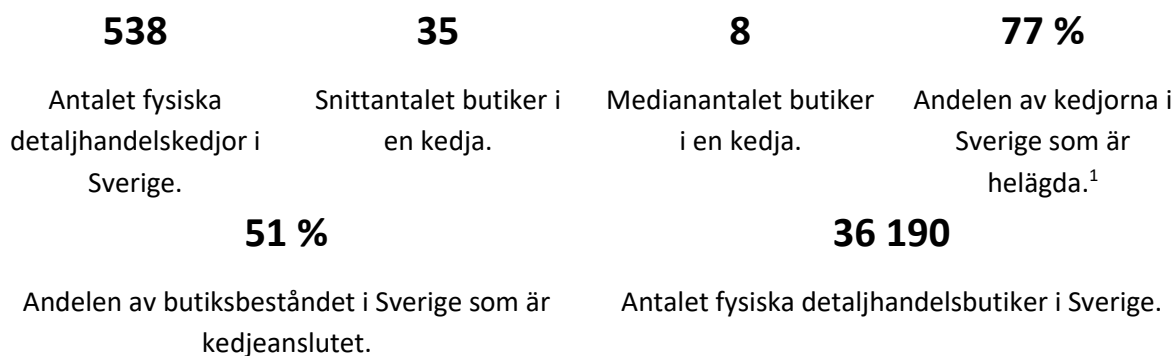 538
Antalet fysiska
detaljhandelskedjor i
Sverige.
35
Snittantalet butiker i
en kedja.
8
Medianantalet butiker
i en kedja.
77 %
Andelen av kedjorna i
Sverige som är
helägda.1
51 %
Andelen av butiksbeståndet i Sverige som är
kedjeanslutet.
36 190
Antalet fysiska detaljhandelsbutiker i Sverige.